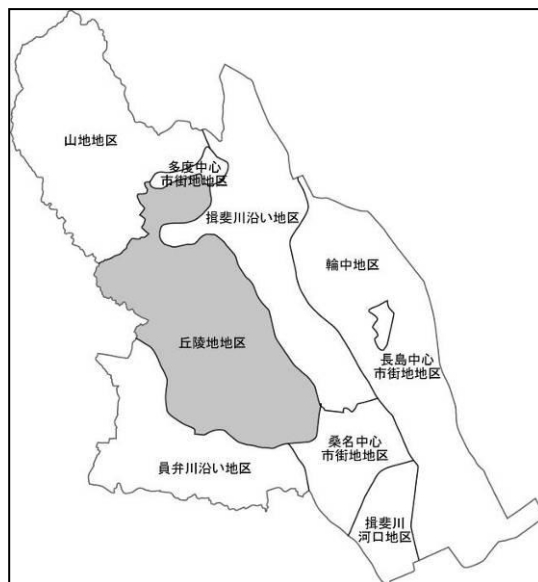 山地地区
多度中心
市街地地区
揖斐川沿い地区
輪中地区
丘陵地地区
長島中心
市街地地区
桑名中心
市街地地区
員弁川沿い地区
揖斐川
河口地区